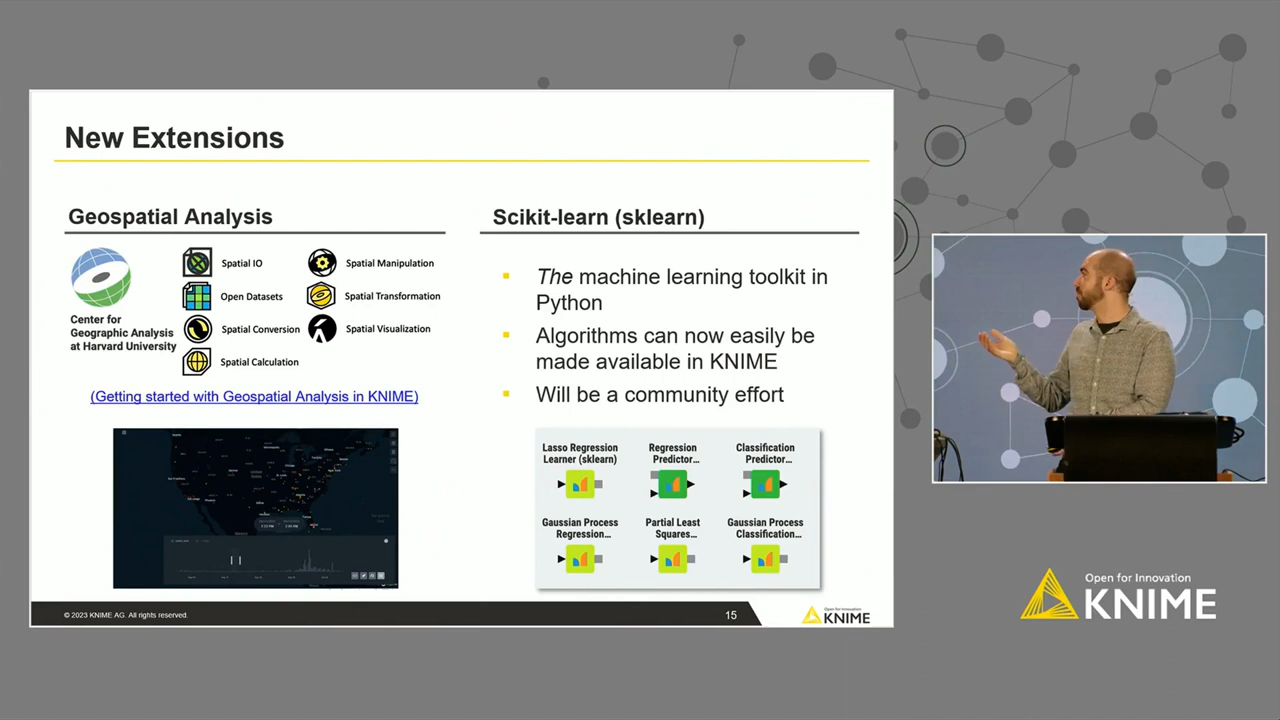 New Extensions
Geospatial Analysis
Center for
Geographic Analysis
at Harvard University
Spatial IO
Open Datasets
Spatial Conversion
Spatial Calculation
Spatial Manipulation
Spatial Transformation
Spatial Visualization
(Getting started with Geospatial Analysis in KNIME)
Scikit-learn (sklearn)
The machine learning toolkit in
Python
Algorithms can now easily be
made available in KNIME
Will be a community effort
Lasso Regression
Learner (sklearn)
Regression
Predictor...
Classification
Predictor...
Gaussian Process
Regression...
Partial Least
Squares...
Gaussian Process
Classification...
© 2023 KNIME AG. All rights reserved.
15
Open for Innovation
KNIME
Open for Innovation
KNIME